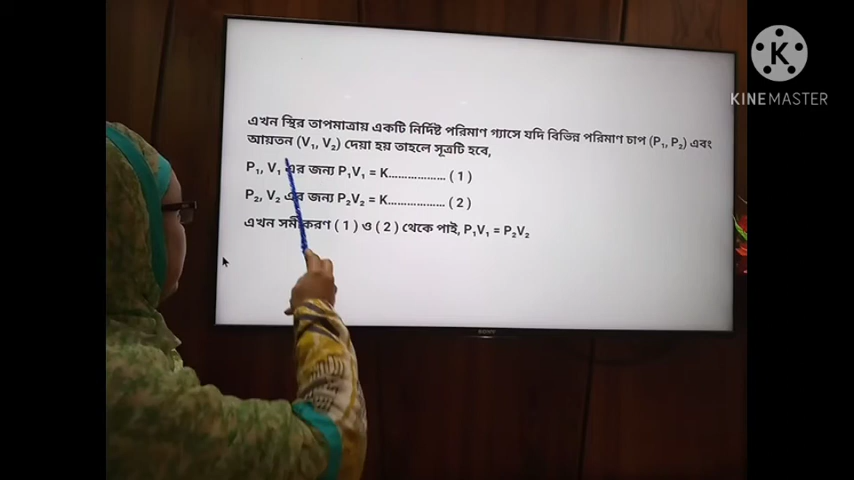 এখন স্থির তাপমাত্রায় একটি নির্দিষ্ট পরিমাণ গ্যাসে যদি বিভিন্ন পরিমাণ চাপ (P₁, P₂) এবং
আয়তন (V₁, V₂) দেয়া হয় তাহলে সূত্রটি হবে,
P₁, V₁ এর জন্য P₁V₁ = K.................. ( 1 )
P₂, V₂ এর জন্য P₂V₂ = K.................. ( 2 )
এখন সমীকরণ ( 1 ) ও ( 2 ) থেকে পাই, P₁V₁ = P₂V₂
SONY
K
KINEMASTER